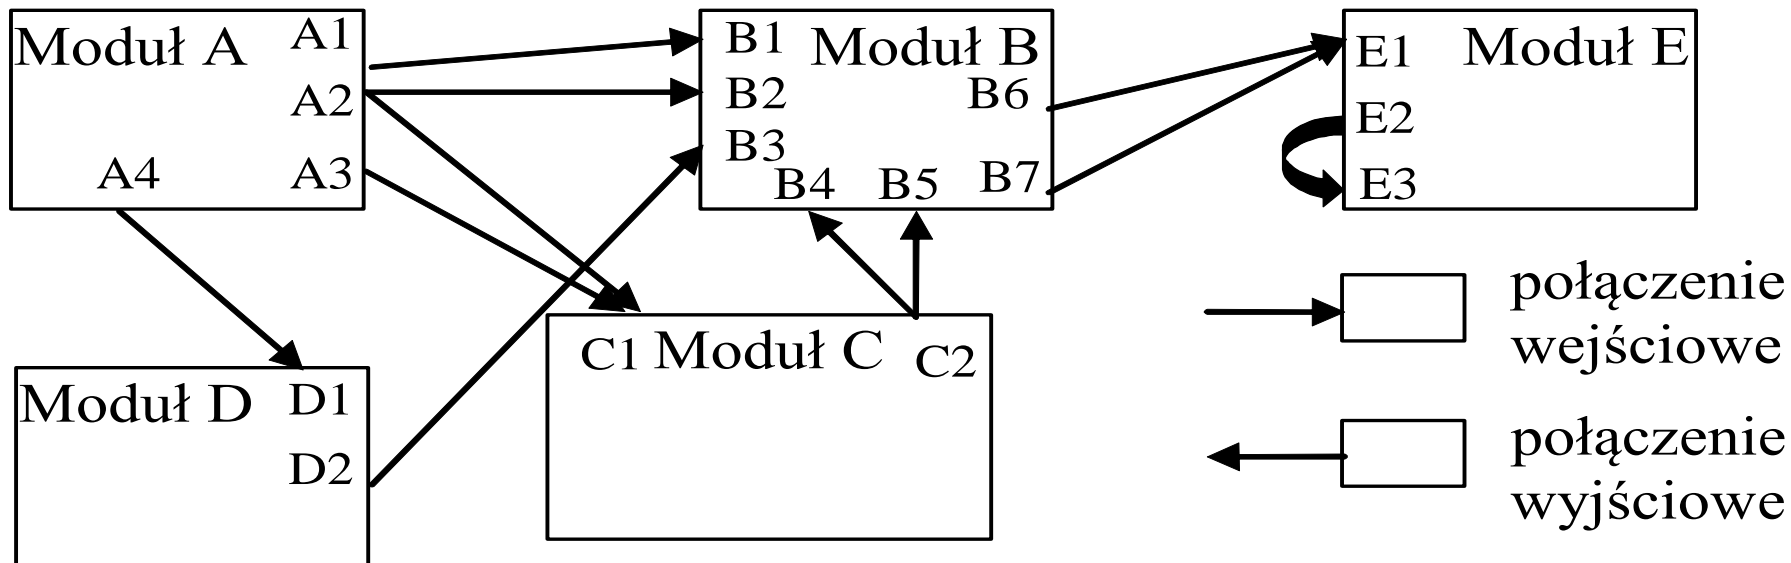 Moduł A
A1
A2
A3
A4
Moduł B
B1
B2
B3
B4
B5
B6
B7
Moduł E
E1
E2
E3
Moduł D
D1
D2
C1 Moduł C
C2
połączenie
wejściowe
połączenie
wyjściowe